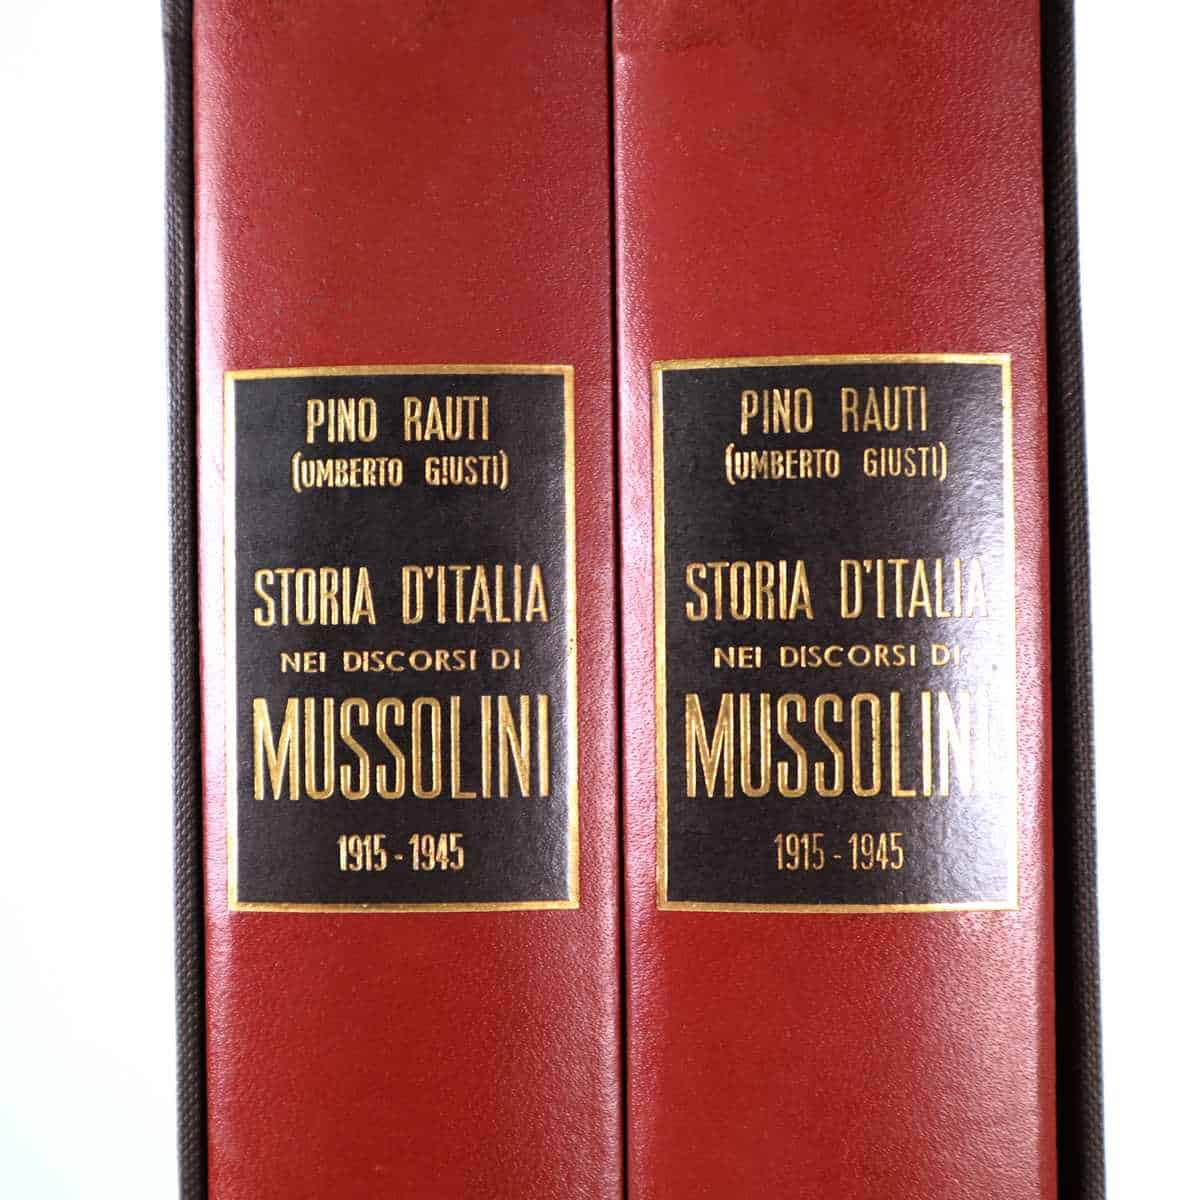 PINO RAUTI
(UMBERTO GIUSTI)
STORIA D'ITALIA
NEI DISCORSI DI
MUSSOLINI
1915 - 1945
PINO RAUTI
(UMBERTO GIUSTI)
STORIA D'ITALIA
NEI DISCORSI DI
MUSSOLINI
1915 - 1945